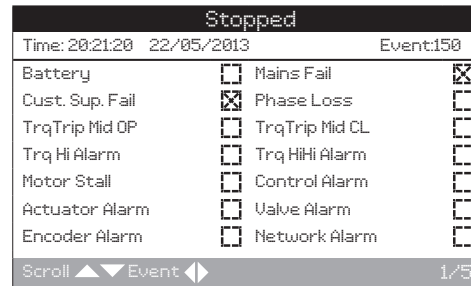 Stopped
Time: 20:21:20 22/05/2013 Event:150
Battery Mains Fail
Cust. Sup. Fail Phase Loss
TrqTrip Mid OP TrqTrip Mid CL
Trq Hi Alarm Trq HiHi Alarm
Motor Stall Control Alarm
Actuator Alarm Valve Alarm
Encoder Alarm Network Alarm
Scroll Event 1/5